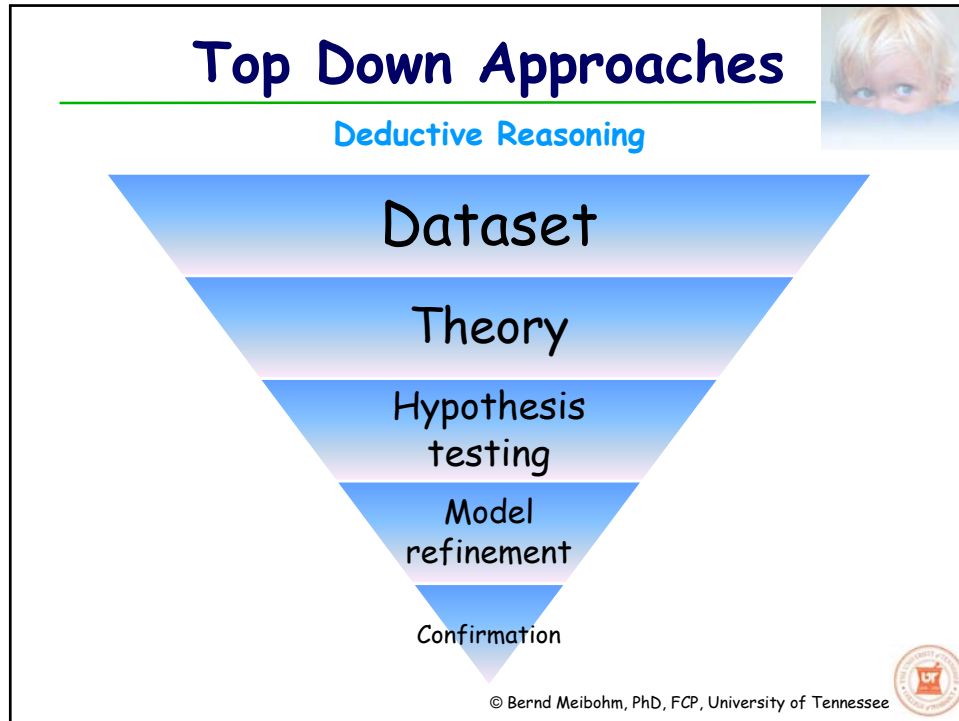 Top Down Approaches
Deductive Reasoning
Dataset
Theory
Hypothesis
testing
Model
refinement
Confirmation
© Bernd Meibohm, PhD, FCP, University of Tennessee
UT